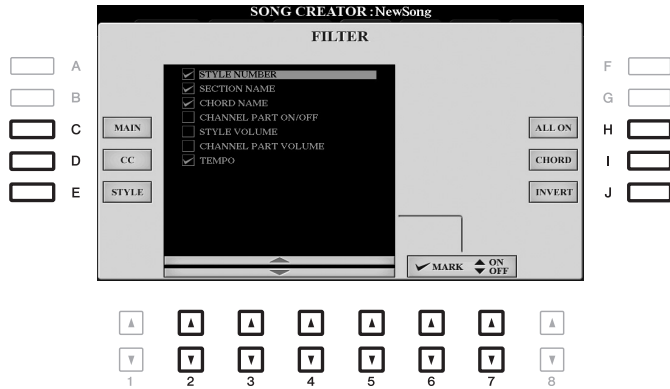 SONG CREATOR : NewSong
FILTER
A
B
C
D
E
F
G
H
I
J
MAIN
CC
STYLE
STYLE NUMBER
SECTION NAME
CHORD NAME
CHANNEL PART ON/OFF
STYLE VOLUME
CHANNEL PART VOLUME
TEMPO
ALL ON
CHORD
INVERT
MARK
ON
OFF
1 2 3 4 5 6 7 8